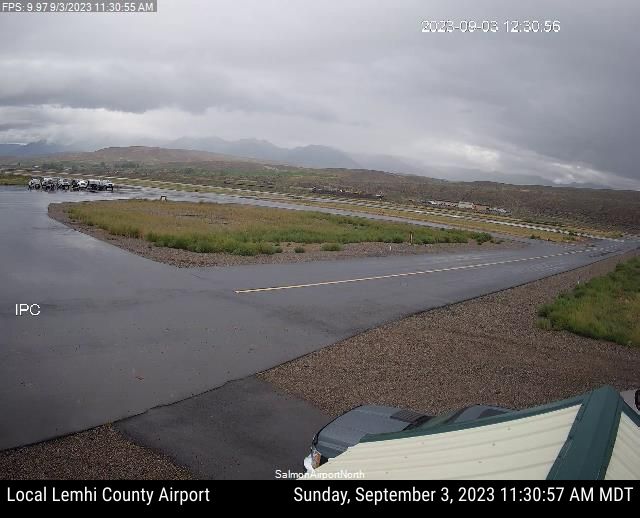 FPS: 9.97 9/3/2023 11:30:55 AM
2023-09-03 12:30:56
IPC
SalmonAirportNorth
Local Lemhi County Airport
Sunday, September 3, 2023 11:30:57 AM MDT